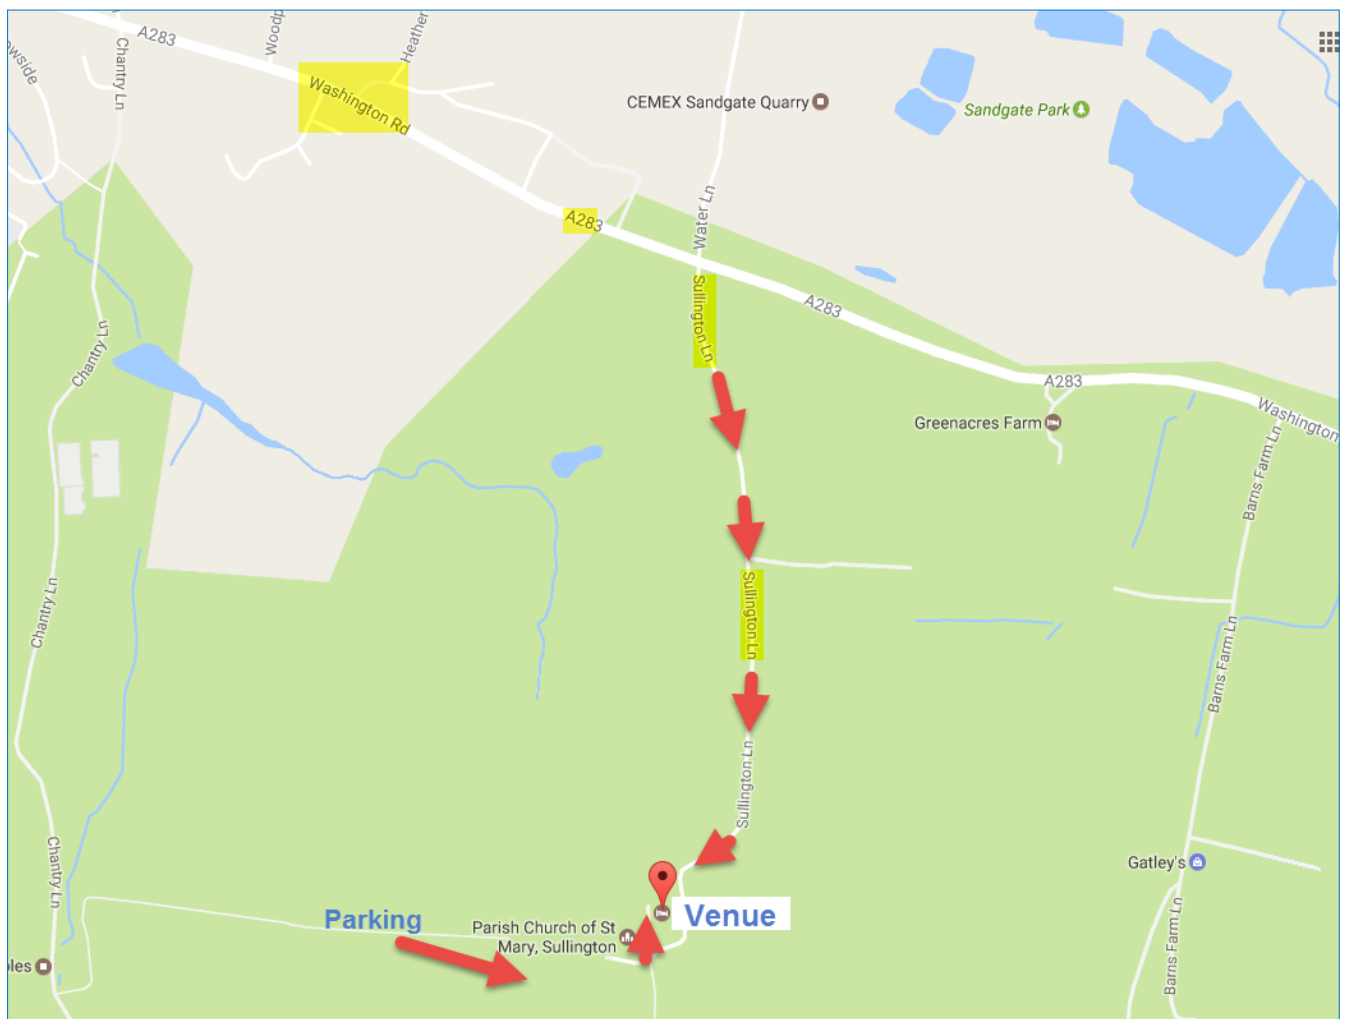 A283
Woodp
Heather
owside
Chantry Ln
Washington Rd
CEMEX Sandgate Quarry
Sandgate Park
Water Ln
A283
Sullington Ln
A283
Chantry Ln
A283
Washington
Greenacres Farm
Barns Farm Ln
Sullington Ln
Chantry Ln
Barns Farm Ln
Sullington Ln
Chantry Ln
Gatley's
Parking
Venue
Parish Church of St
Mary, Sullington
Barns Farm Ln
les